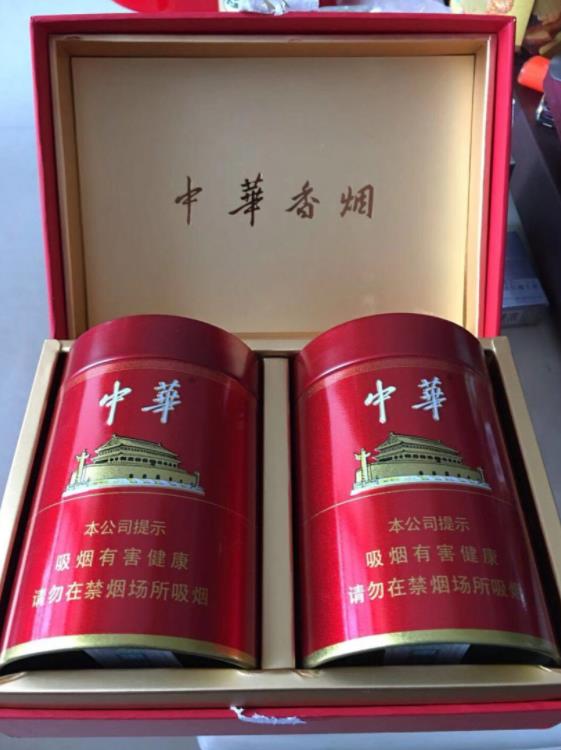 中華香烟
中華
本公司提示
吸烟有害健康
请勿在禁烟场所吸烟
中華
本公司提示
吸烟有害健康
请勿在禁烟场所吸烟